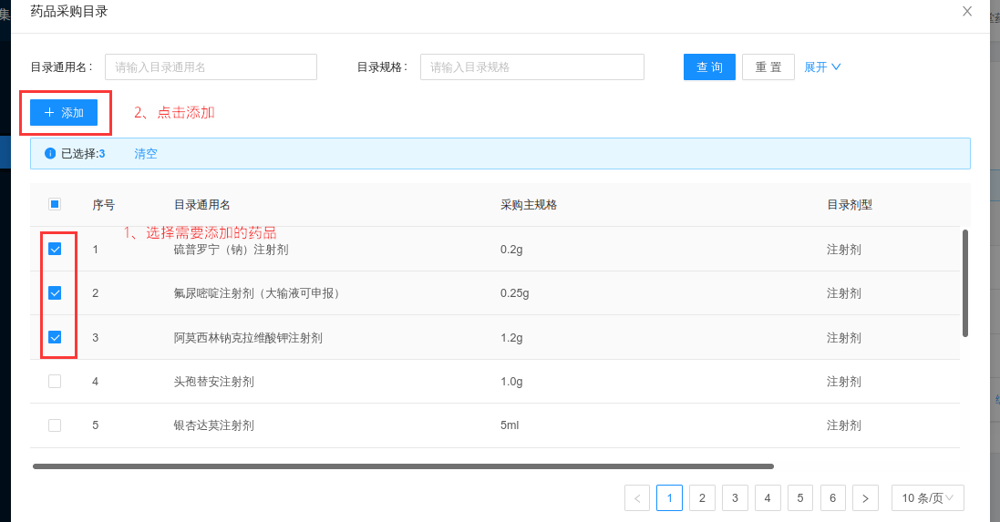 药品采购目录
集
目录通用名: 请输入目录通用名 目录规格: 请输入目录规格 查 询 重 置 展开
添加 2、点击添加
已选择:3 清空
序号 目录通用名 采购主规格 目录剂型
1、选择需要添加的药品
1 硫普罗宁（钠）注射剂 0.2g 注射剂
2 氟尿嘧啶注射剂（大输液可申报） 0.25g 注射剂
3 阿莫西林钠克拉维酸钾注射剂 1.2g 注射剂
4 头孢替安注射剂 1.0g 注射剂
5 银杏达莫注射剂 5ml 注射剂
1 2 3 4 5 6 10 条/页